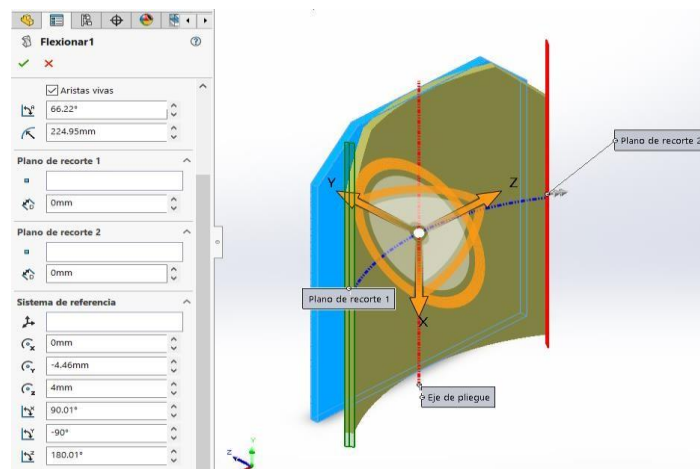 Flexionar1
Aristas vivas
66.22°
224.95mm
Plano de recorte 1
0mm
Plano de recorte 2
0mm
Sistema de referencia
0mm
-4.46mm
4mm
90.01°
-90°
180.01°
Plano de recorte 2
Y
Z
Plano de recorte 1
X
Eje de pliegue
Y
Z